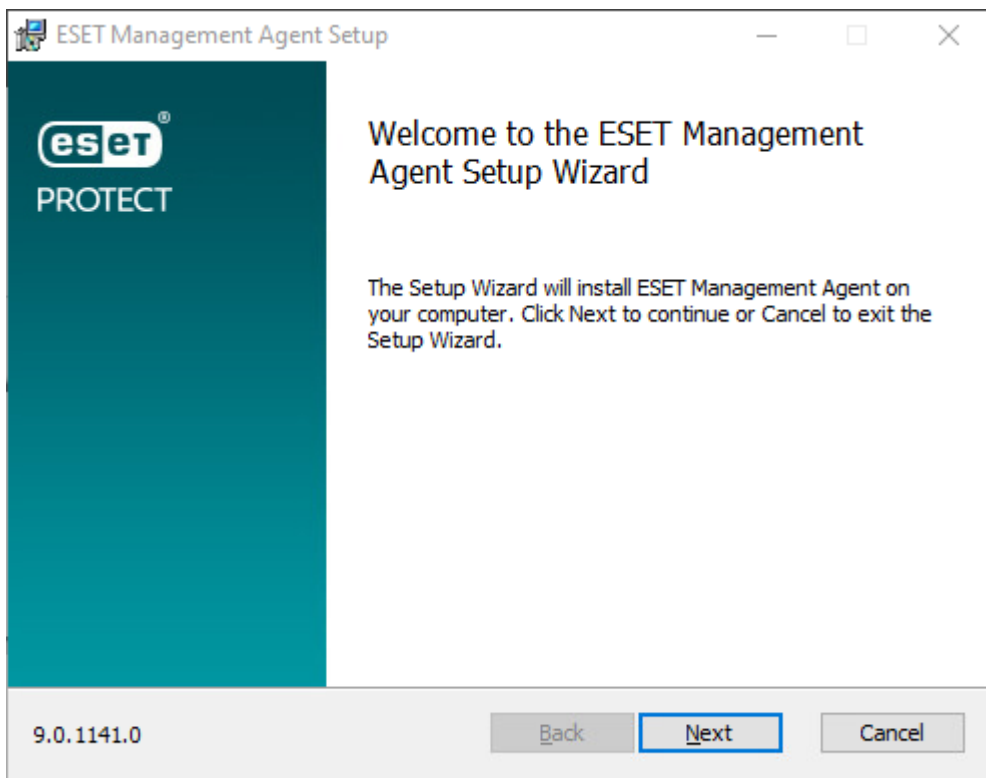 ESET Management Agent Setup
eset®
PROTECT
Welcome to the ESET Management
Agent Setup Wizard
The Setup Wizard will install ESET Management Agent on
your computer. Click Next to continue or Cancel to exit the
Setup Wizard.
9.0.1141.0
Back
Next
Cancel